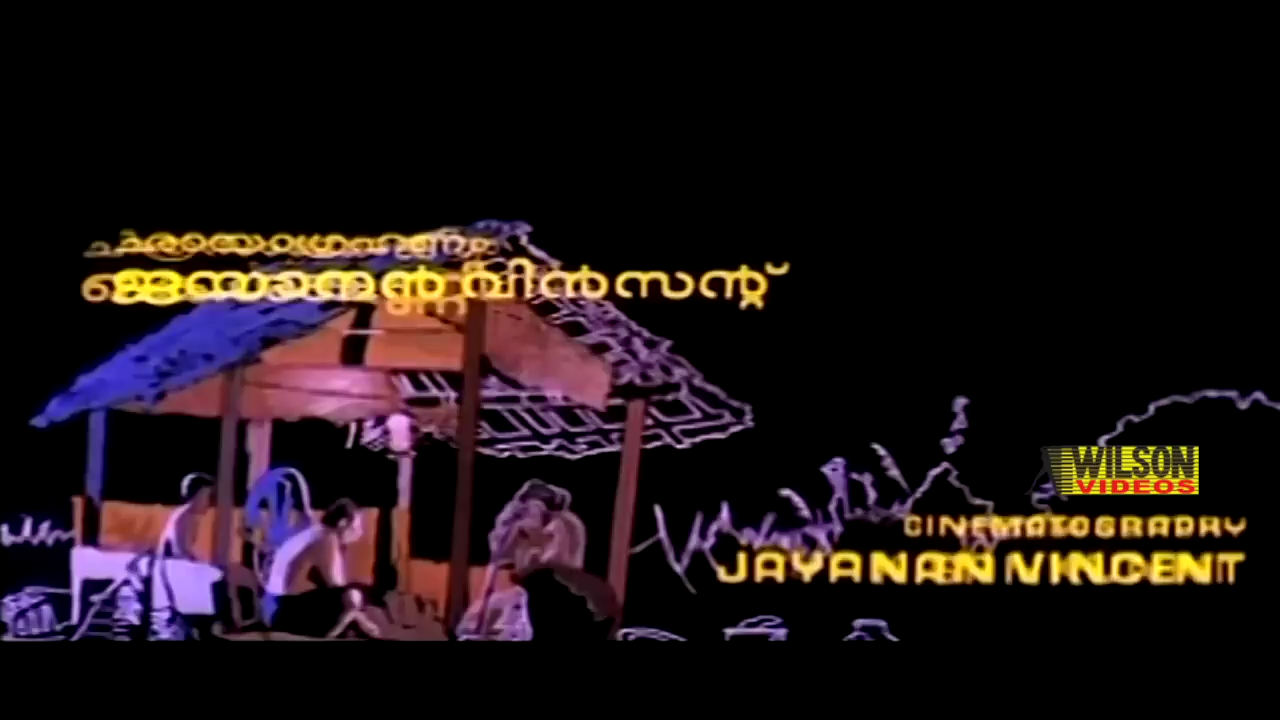 ഛായാഗ്രഹണം
ജയാനൻ വിൻസന്റ്
WILSON
VIDEOS
CINEMATOGRAPHY
JAYANAN VINCENT